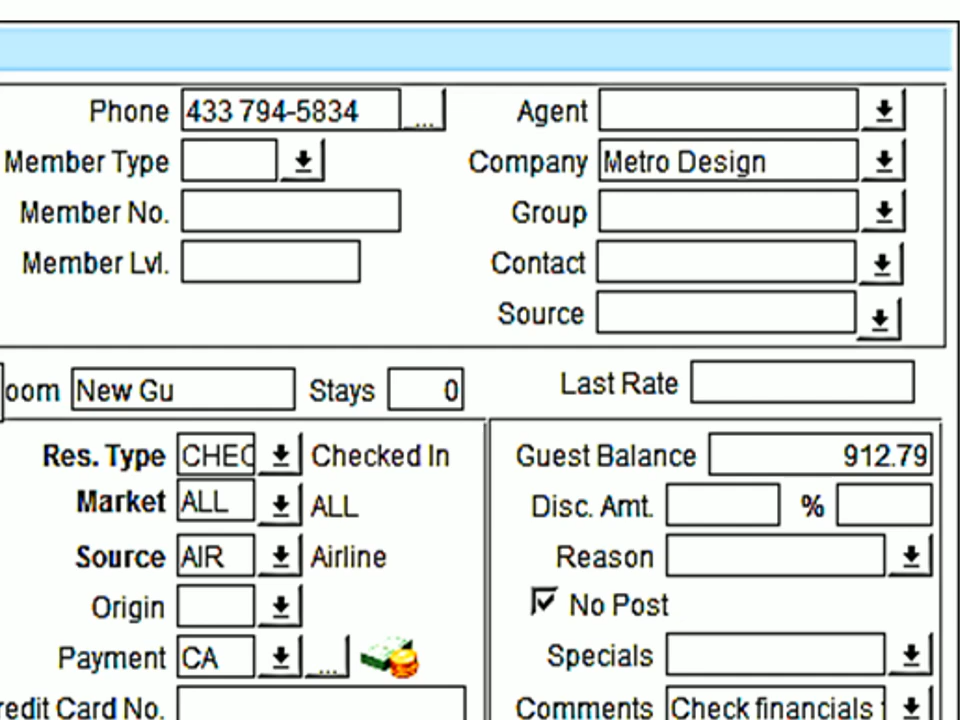 Phone 433 794-5834 ... Agent
Member Type Company Metro Design
Member No. Group
Member Lvl. Contact
Source
oom New Gu Stays 0 Last Rate
Res. Type CHEC Checked In Guest Balance 912.79
Market ALL ALL Disc. Amt. %
Source AIR Airline Reason
Origin No Post
Payment CA ... Specials
redit Card No. Comments Check financials